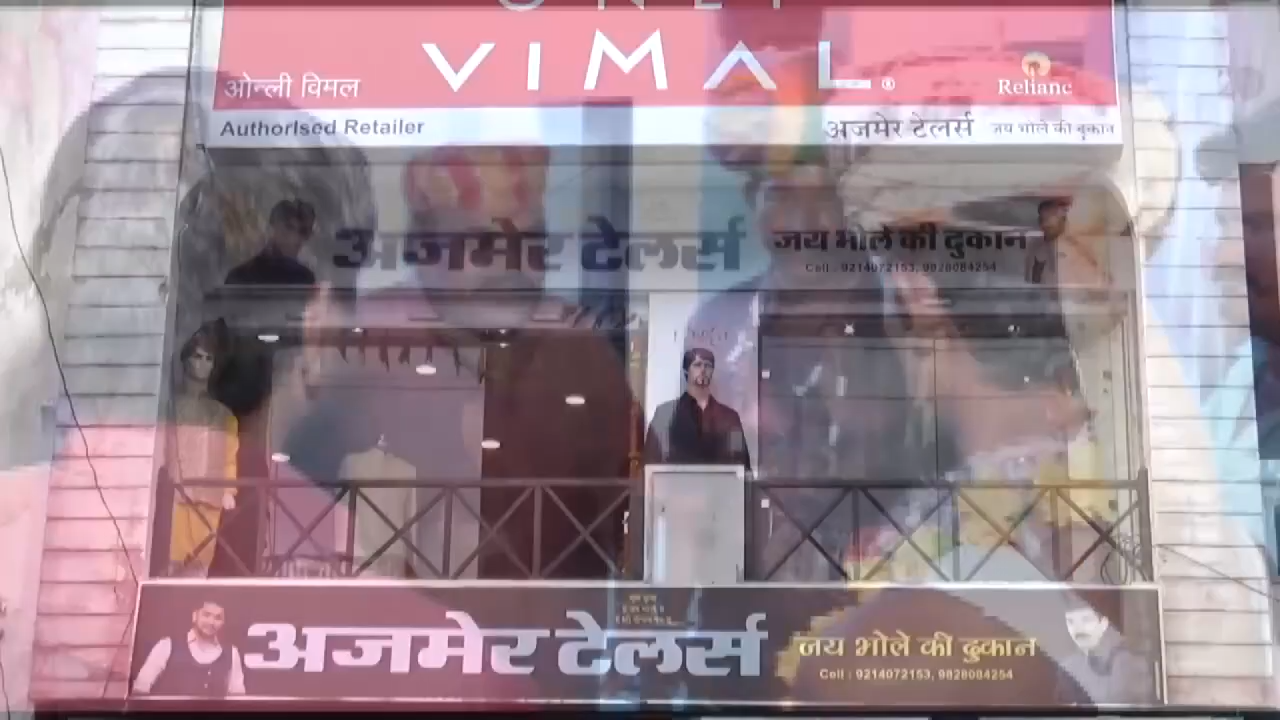 ONLY
VIMAL®
ओन्ली विमल
Reliance
Authorised Retailer
अजमेर टेलर्स जय भोले की दुकान
अजमेर टेलर्स जय भोले की दुकान
Cell : 9214072153, 9828084254
अजमेर टेलर्स जय भोले की दुकान
Cell : 9214072153, 9828084254